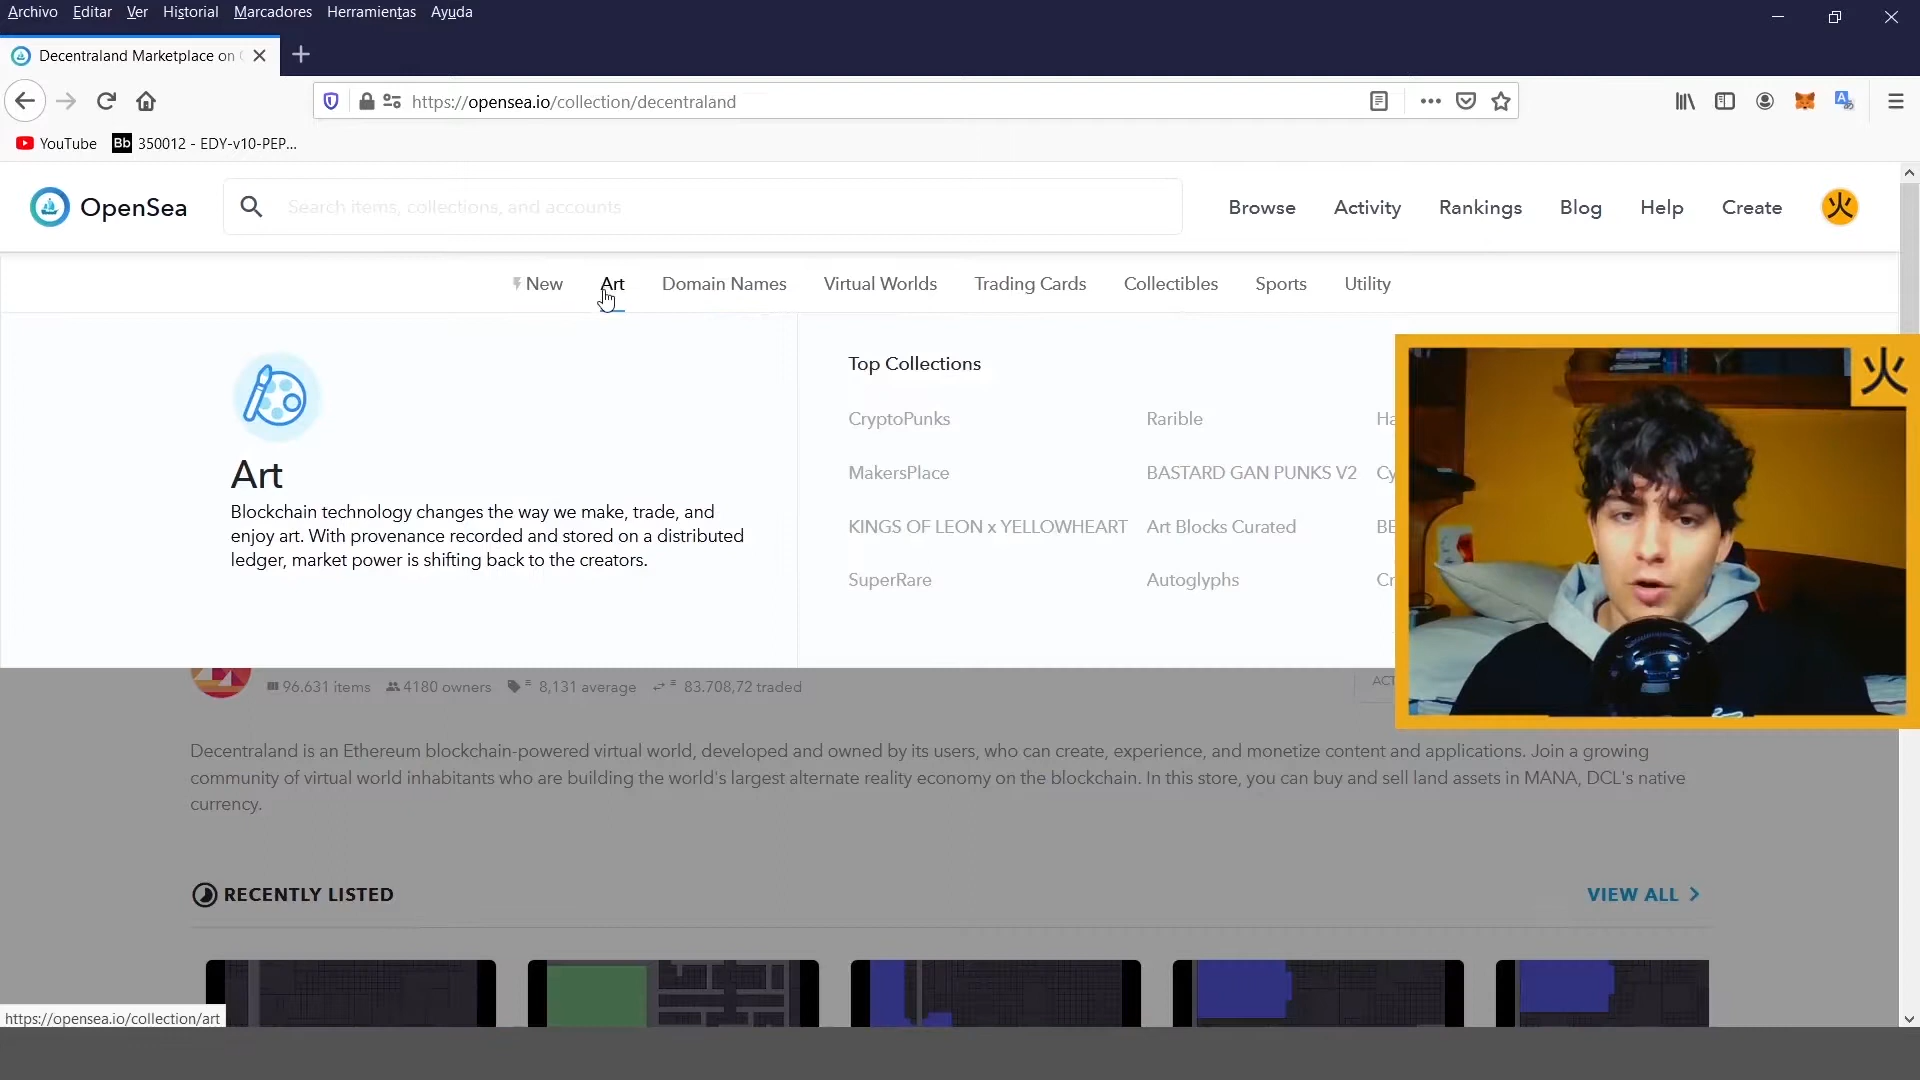 Archivo Editar Ver Historial Marcadores Herramientas Ayuda
Decentraland Marketplace on
https://opensea.io/collection/decentraland
YouTube
Bb 350012 - EDY-v10-PEP...
OpenSea
Search items, collections, and accounts
Browse Activity Rankings Blog Help Create
火
New Art Domain Names Virtual Worlds Trading Cards Collectibles Sports Utility
火
Top Collections
CryptoPunks Rarible Ha
MakersPlace BASTARD GAN PUNKS V2 Cy
KINGS OF LEON x YELLOWHEART Art Blocks Curated BE
SuperRare Autoglyphs Cr
Art
Blockchain technology changes the way we make, trade, and
enjoy art. With provenance recorded and stored on a distributed
ledger, market power is shifting back to the creators.
96.631 items 4180 owners 8,131 average 83.708,72 traded
ACT
Decentraland is an Ethereum blockchain-powered virtual world, developed and owned by its users, who can create, experience, and monetize content and applications. Join a growing
community of virtual world inhabitants who are building the world's largest alternate reality economy on the blockchain. In this store, you can buy and sell land assets in MANA, DCL's native
currency.
RECENTLY LISTED
VIEW ALL
https://opensea.io/collection/art